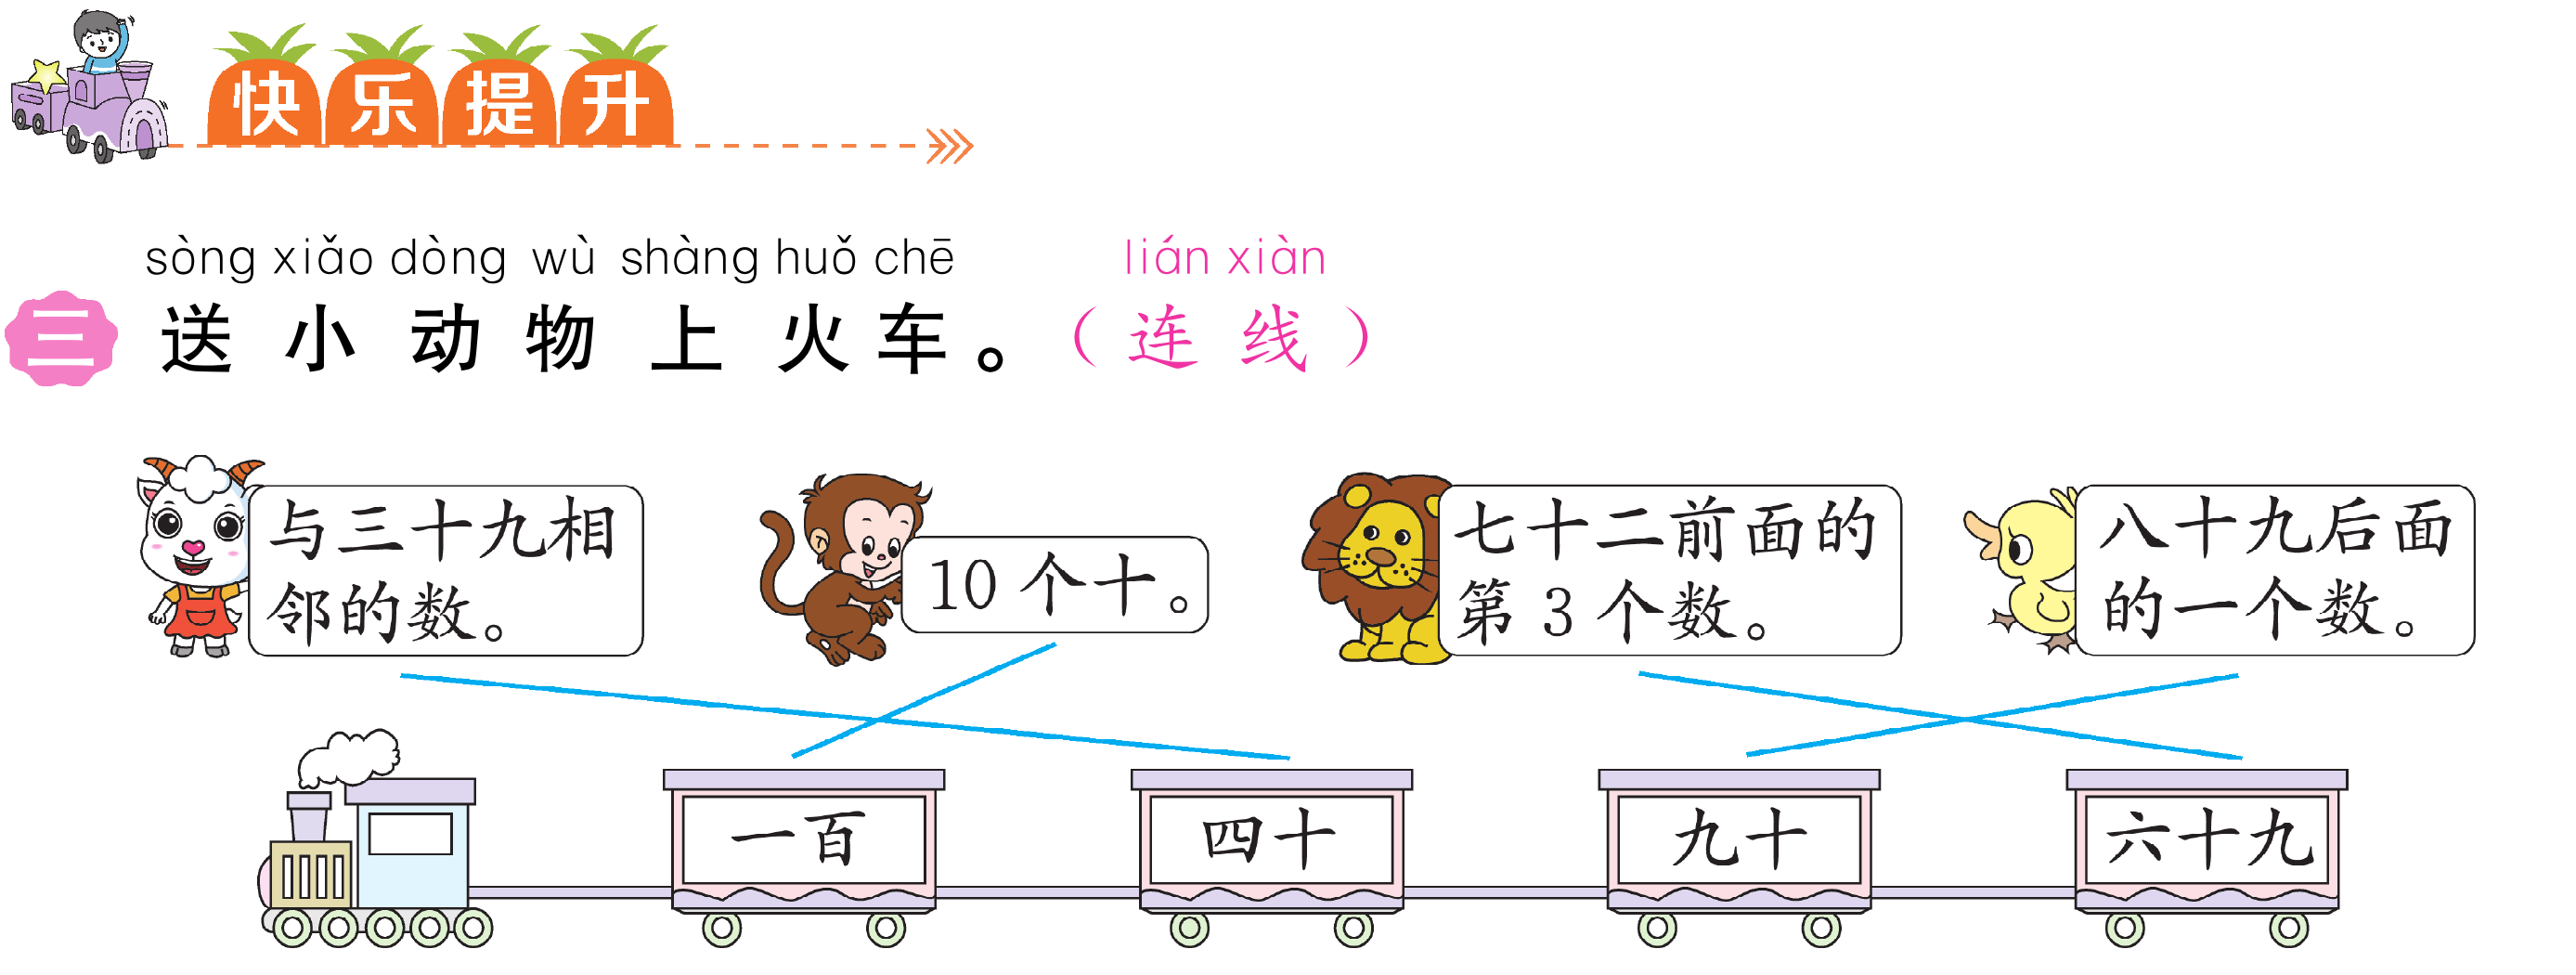 快乐提升
sòng xiǎo dòng wù shàng huǒ chē lián xiàn
三 送小动物上火车。（连线）
与三十九相
邻的数。
10 个十。
七十二前面的
第 3 个数。
八十九后面
的一个数。
一百
四十
九十
六十九